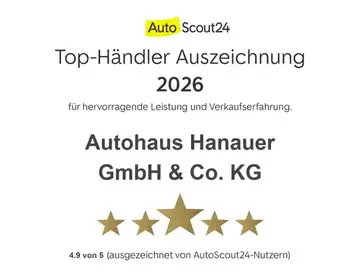 AutoScout24
Top-Händler Auszeichnung
2026
für hervorragende Leistung und Verkaufserfahrung.
Autohaus Hanauer
GmbH & Co. KG
4.9 von 5 (ausgezeichnet von AutoScout24-Nutzern)